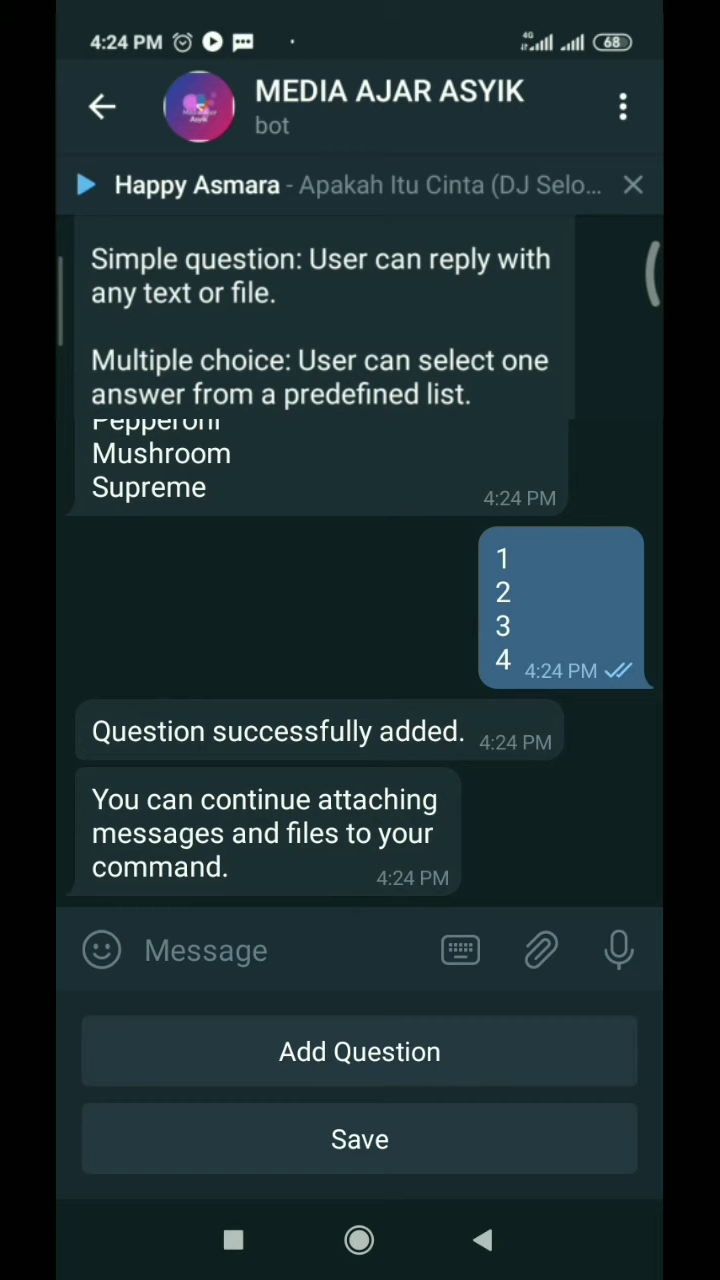 4:24 PM
4G
68
MEDIA AJAR ASYIK
bot
Happy Asmara - Apakah Itu Cinta (DJ Selo...
Simple question: User can reply with
any text or file.
Multiple choice: User can select one
answer from a predefined list.
Pepperoni
Mushroom
Supreme
4:24 PM
1
2
3
4
4:24 PM
Question successfully added.
4:24 PM
You can continue attaching
messages and files to your
command.
4:24 PM
Message
Add Question
Save